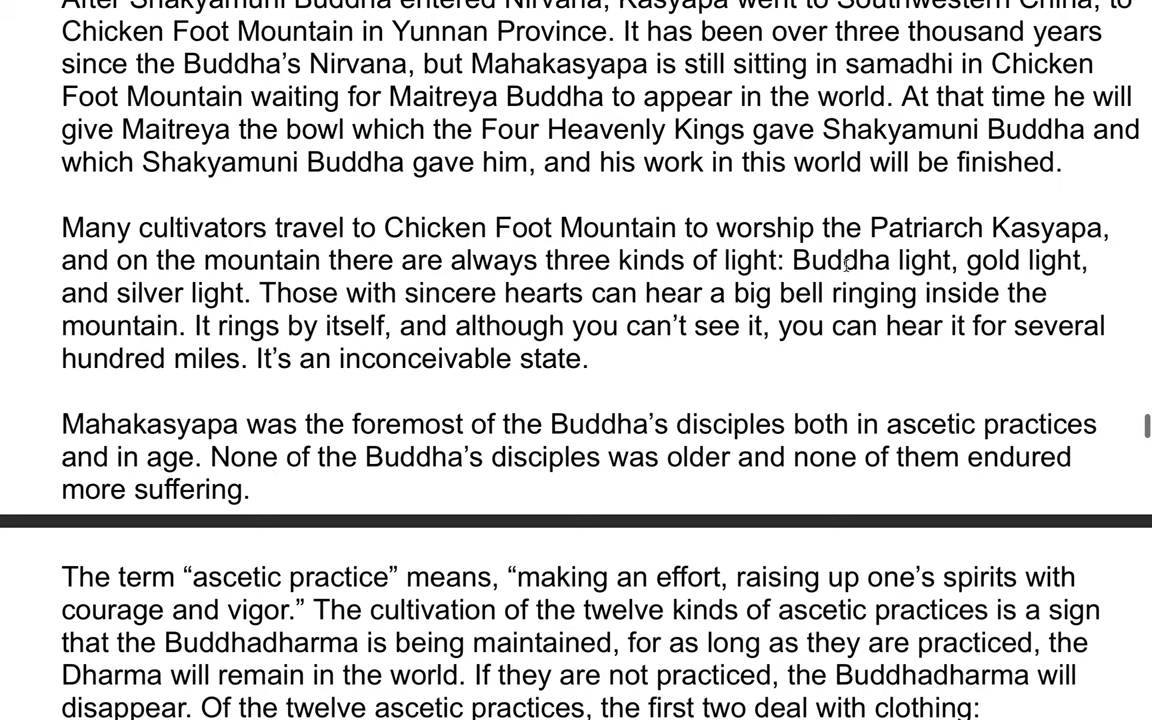 After Shakyamuni Buddha entered Nirvana, Kasyapa went to Southwestern China, to
Chicken Foot Mountain in Yunnan Province. It has been over three thousand years
since the Buddha’s Nirvana, but Mahakasyapa is still sitting in samadhi in Chicken
Foot Mountain waiting for Maitreya Buddha to appear in the world. At that time he will
give Maitreya the bowl which the Four Heavenly Kings gave Shakyamuni Buddha and
which Shakyamuni Buddha gave him, and his work in this world will be finished.
Many cultivators travel to Chicken Foot Mountain to worship the Patriarch Kasyapa,
and on the mountain there are always three kinds of light: Buddha light, gold light,
and silver light. Those with sincere hearts can hear a big bell ringing inside the
mountain. It rings by itself, and although you can’t see it, you can hear it for several
hundred miles. It’s an inconceivable state.
Mahakasyapa was the foremost of the Buddha’s disciples both in ascetic practices
and in age. None of the Buddha’s disciples was older and none of them endured
more suffering.
The term “ascetic practice” means, “making an effort, raising up one’s spirits with
courage and vigor.” The cultivation of the twelve kinds of ascetic practices is a sign
that the Buddhadharma is being maintained, for as long as they are practiced, the
Dharma will remain in the world. If they are not practiced, the Buddhadharma will
disappear. Of the twelve ascetic practices, the first two deal with clothing: